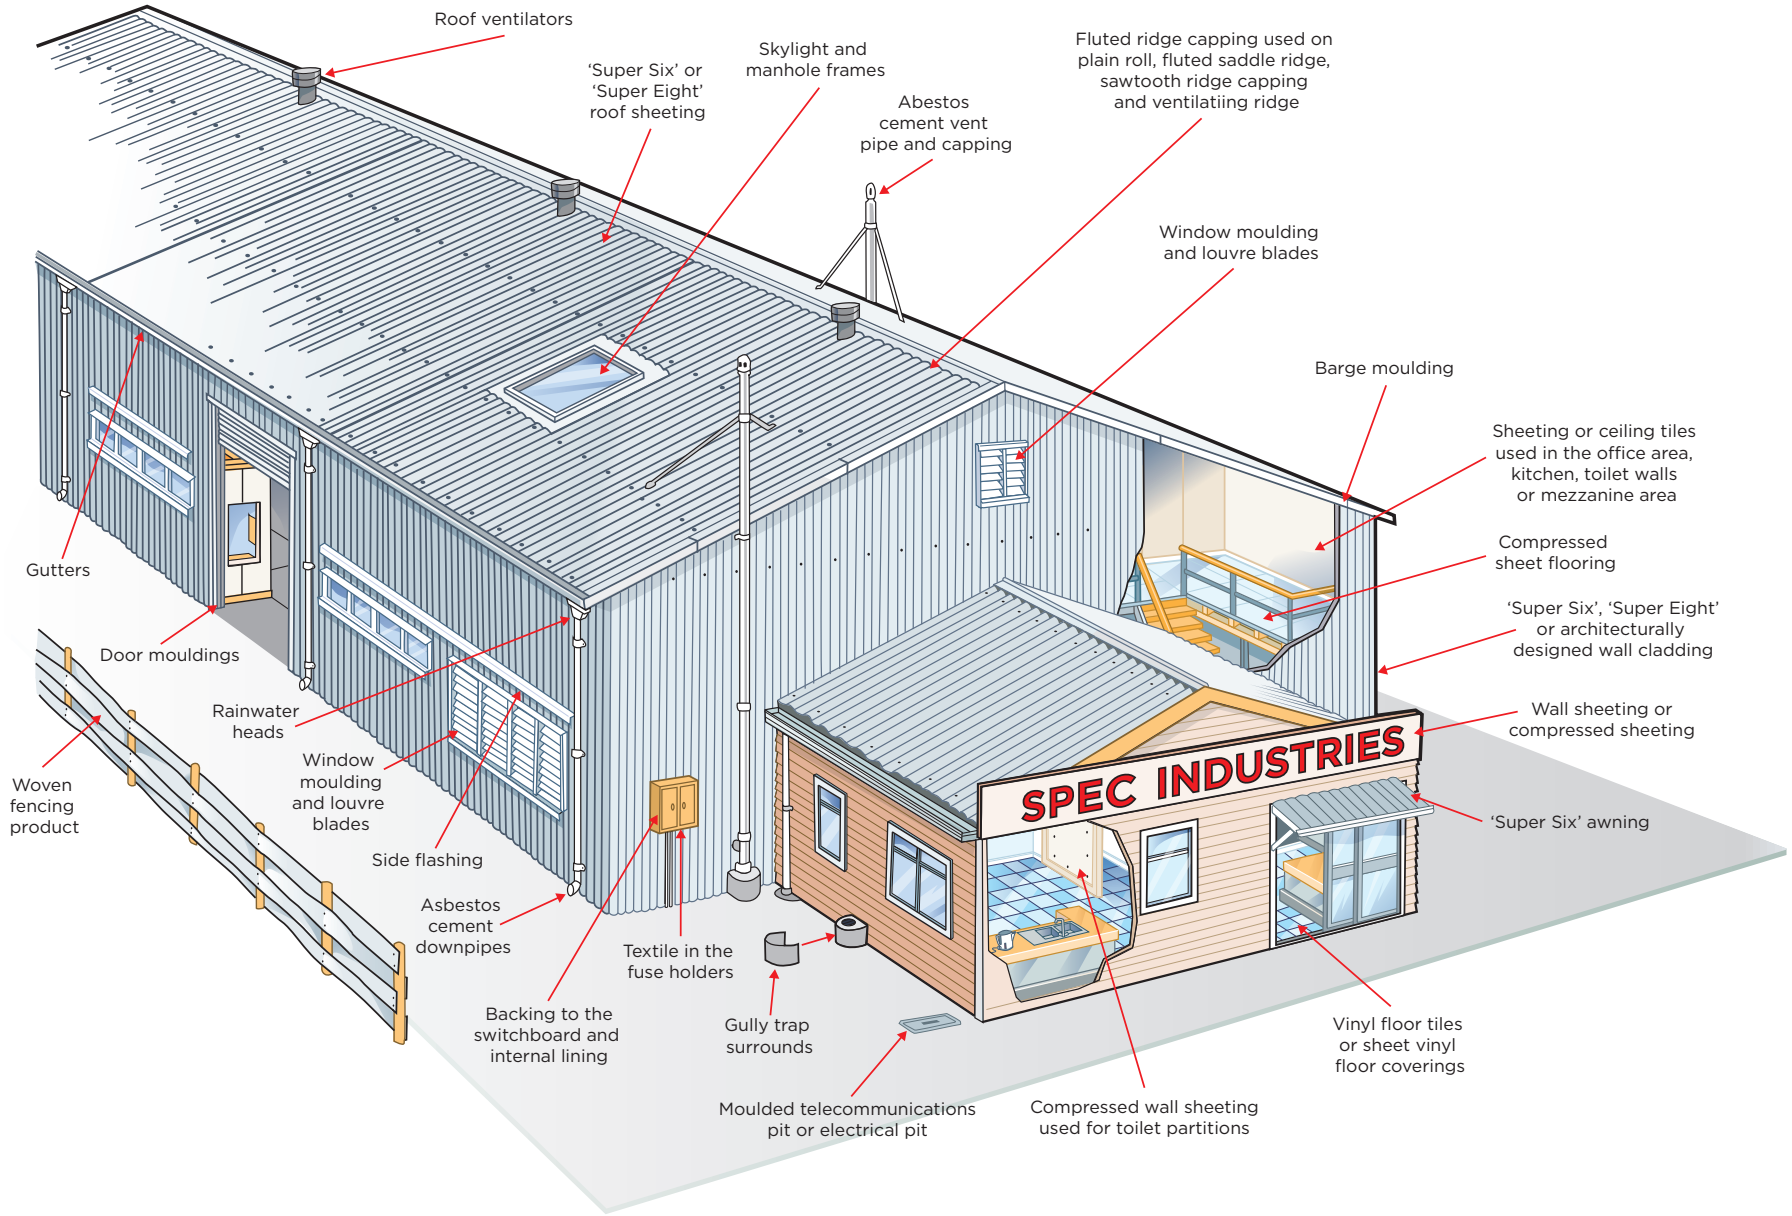 Roof ventilators
'Super Six' or
'Super Eight'
roof sheeting
Skylight and
manhole frames
Abestos
cement vent
pipe and capping
Fluted ridge capping used on
plain roll, fluted saddle ridge,
sawtooth ridge capping
and ventilatiing ridge
Window moulding
and louvre blades
Barge moulding
Sheeting or ceiling tiles
used in the office area,
kitchen, toilet walls
or mezzanine area
Compressed
sheet flooring
'Super Six', 'Super Eight'
or architecturally
designed wall cladding
Wall sheeting or
compressed sheeting
'Super Six' awning
SPEC INDUSTRIES
Gutters
Door mouldings
Rainwater
heads
Woven
fencing
product
Window
moulding
and louvre
blades
Side flashing
Asbestos
cement
downpipes
Textile in the
fuse holders
Backing to the
switchboard and
internal lining
Gully trap
surrounds
Moulded telecommunications
pit or electrical pit
Compressed wall sheeting
used for toilet partitions
Vinyl floor tiles
or sheet vinyl
floor coverings